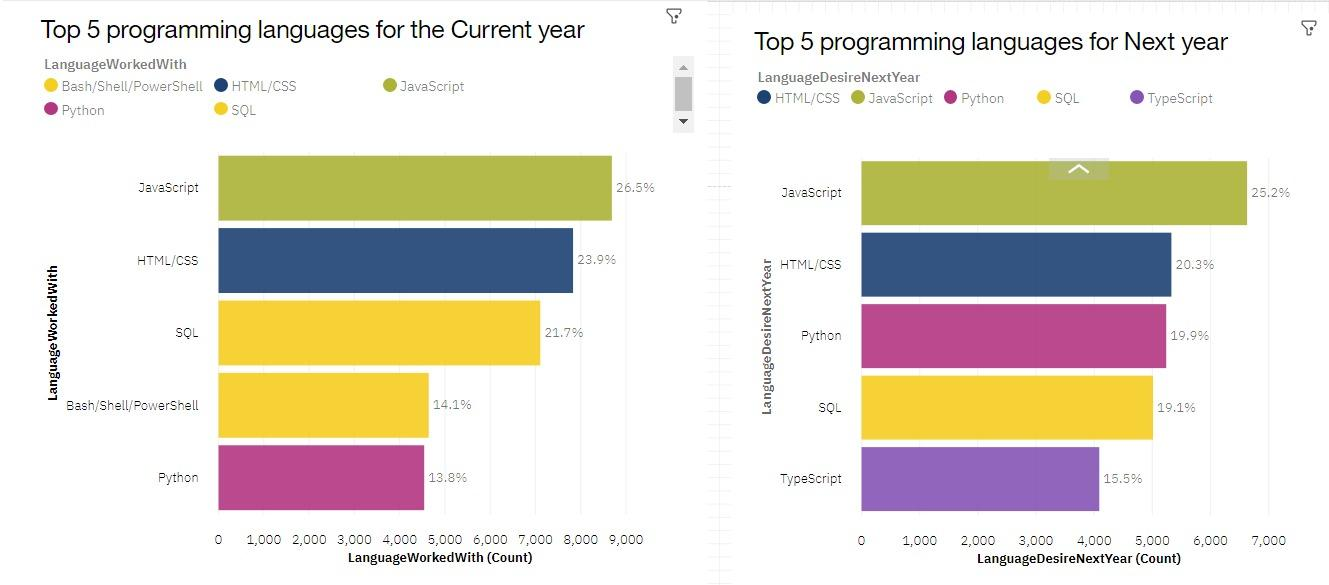 Top 5 programming languages for the Current year
LanguageWorkedWith
Bash/Shell/PowerShell HTML/CSS JavaScript
Python SQL
LanguageWorkedWith
JavaScript 26.5%
HTML/CSS 23.9%
SQL 21.7%
Bash/Shell/PowerShell 14.1%
Python 13.8%
0 1,000 2,000 3,000 4,000 5,000 6,000 7,000 8,000 9,000
LanguageWorkedWith (Count)
Top 5 programming languages for Next year
LanguageDesireNextYear
HTML/CSS JavaScript Python SQL TypeScript
LanguageDesireNextYear
JavaScript 25.2%
HTML/CSS 20.3%
Python 19.9%
SQL 19.1%
TypeScript 15.5%
0 1,000 2,000 3,000 4,000 5,000 6,000 7,000
LanguageDesireNextYear (Count)